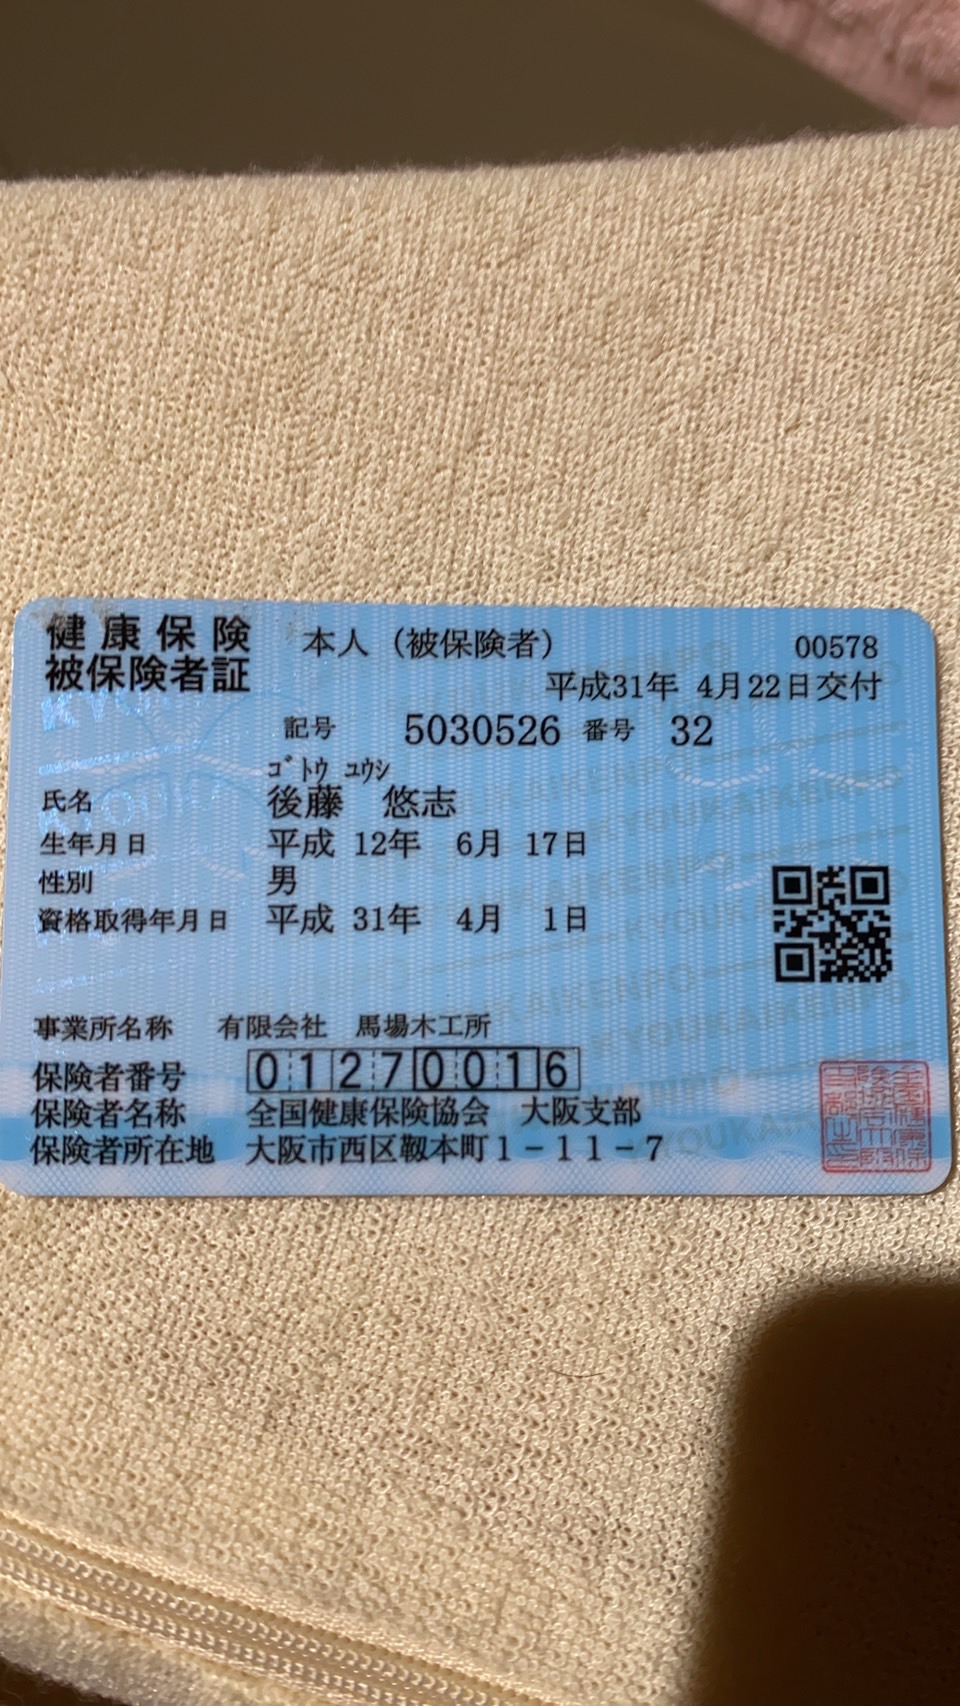 健康保険 本人（被保険者） 00578
被保険者証 平成31年 4月22日交付
記号 5030526 番号 32
ｺﾞﾄｳ ﾕｳｼ
氏名 後藤 悠志
生年月日 平成 12年 6月 17日
性別 男
資格取得年月日 平成 31年 4月 1日
事業所名称 有限会社 馬場木工所
保険者番号 01270016
保険者名称 全国健康保険協会 大阪支部
保険者所在地 大阪市西区靱本町1-11-7